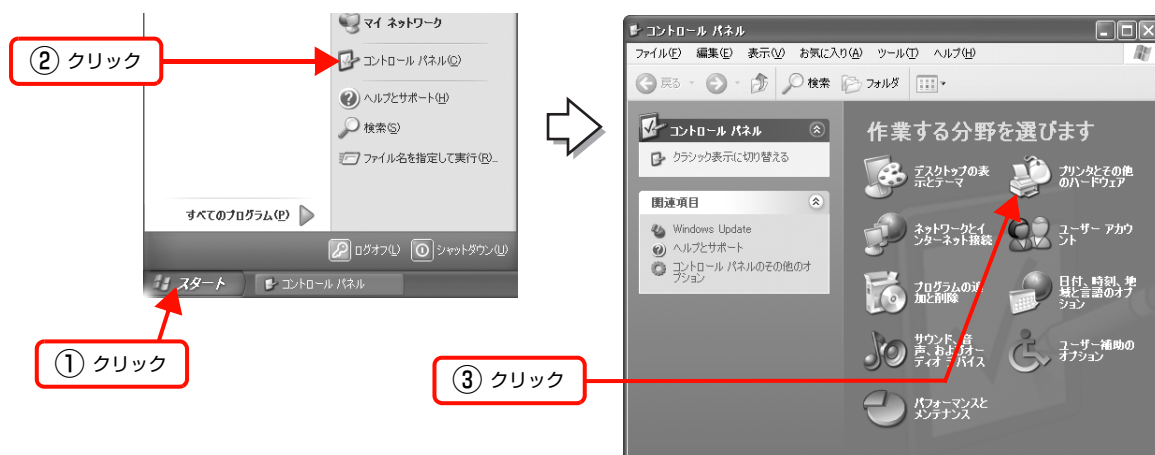 マイ ネットワーク
② クリック
コントロール パネル(C)
ヘルプとサポート(H)
検索(S)
ファイル名を指定して実行(R)...
すべてのプログラム(P)
ログオフ(L)
シャットダウン(U)
スタート
コントロール パネル
① クリック
コントロール パネル
ファイル(F) 編集(E) 表示(V) お気に入り(A) ツール(T) ヘルプ(H)
戻る
検索
フォルダ
コントロール パネル
クラシック表示に切り替える
関連項目
Windows Update
ヘルプとサポート
コントロール パネルのその他のオ
プション
作業する分野を選びます
デスクトップの表
示とテーマ
プリンタとその他
のハードウェア
ネットワークとイ
ンターネット接続
ユーザー アカウ
ント
プログラムの追
加と削除
日付、時刻、地
域と言語のオプ
ション
サウンド、音
声、およびオー
ディオ デバイス
ユーザー補助の
オプション
パフォーマンスと
メンテナンス
③ クリック